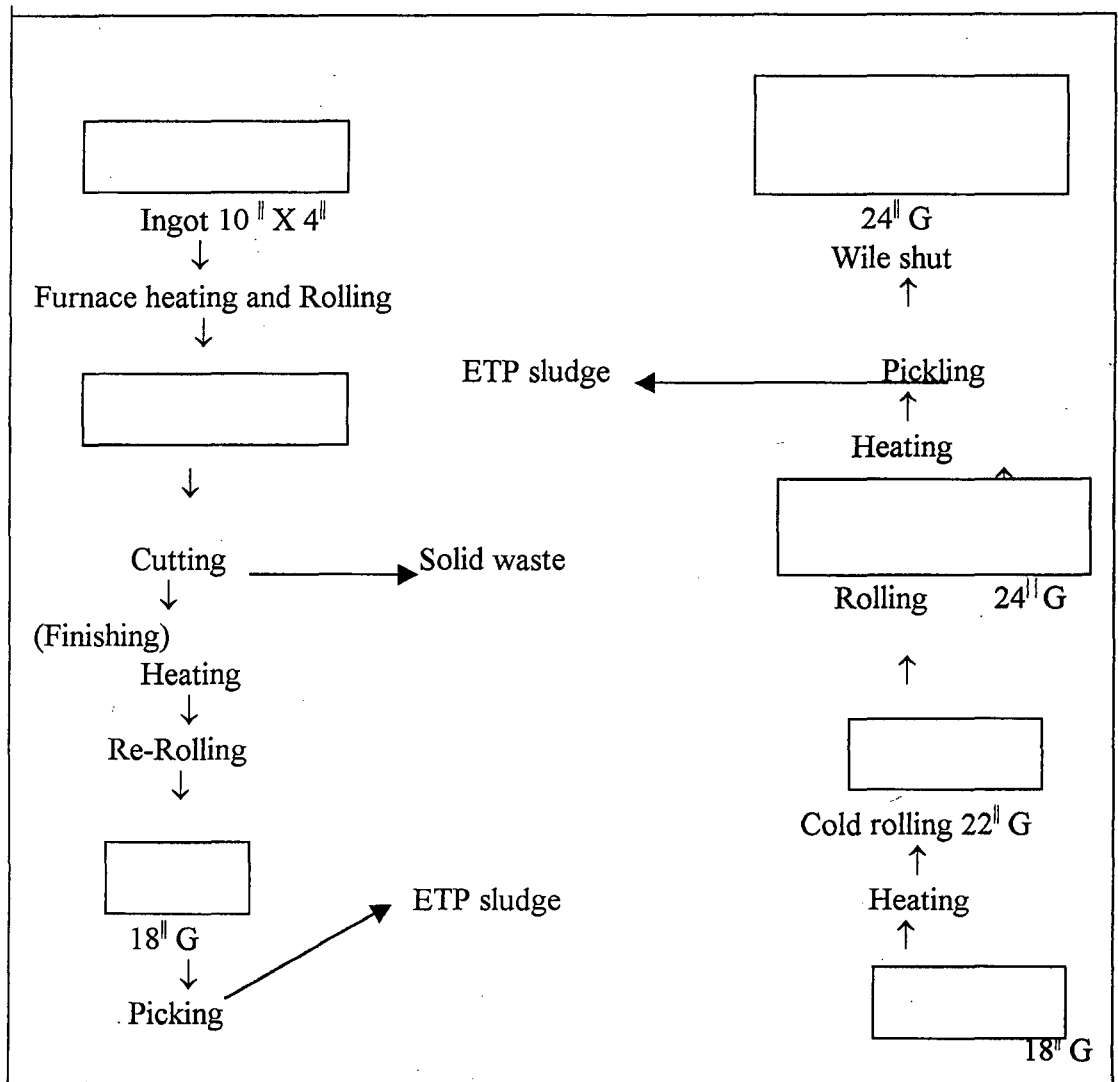 Ingot 10" X 4"
↓
Furnace heating and Rolling
↓
↓
Cutting → Solid waste
↓
(Finishing)
Heating
↓
Re-Rolling
↓
18" G
↓
Picking → ETP sludge
24" G
Wile shut
↑
ETP sludge ← Pickling
↑
Heating
↑
Rolling 24" G
↑
Cold rolling 22" G
↑
Heating
↑
18" G